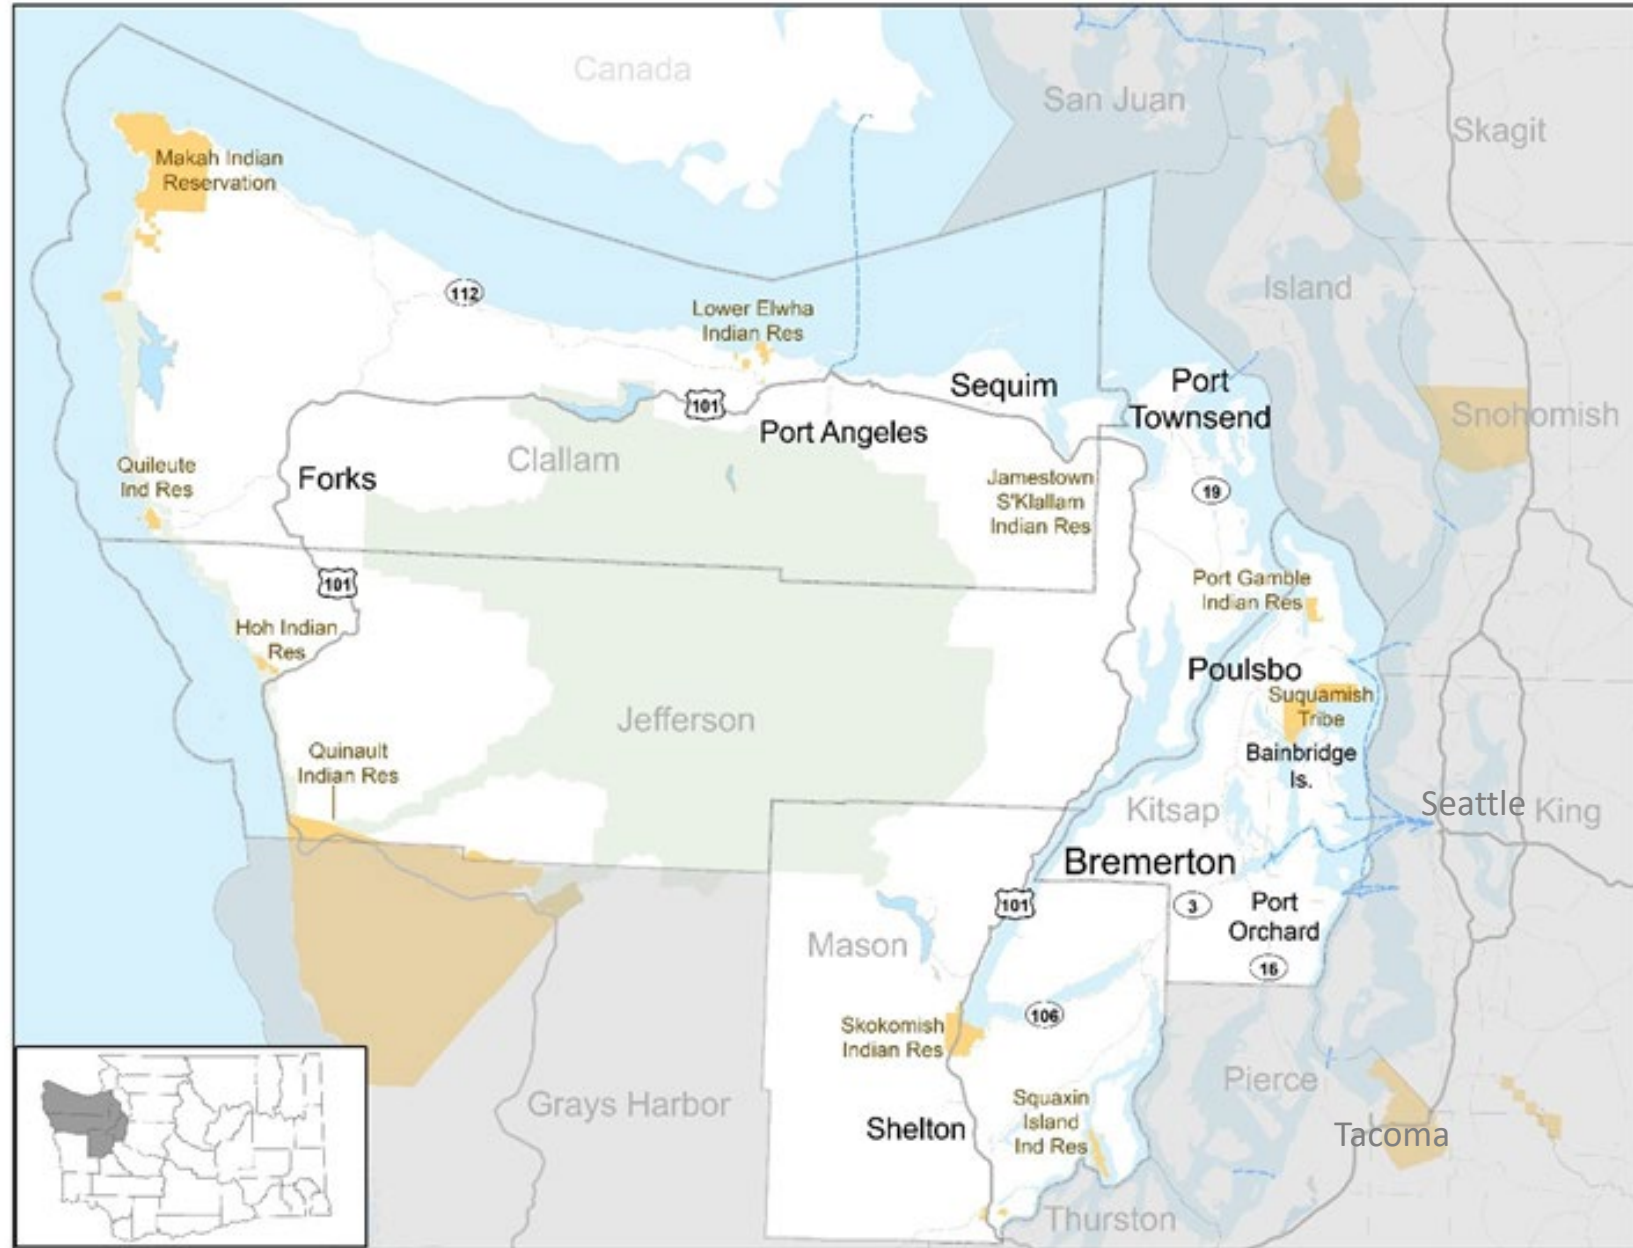 Canada
San Juan
Skagit
Makah Indian
Reservation
Island
112
Lower Elwha
Indian Res
Sequim
Port
Townsend
101
Port Angeles
Snohomish
Clallam
Forks
Quileute
Ind Res
Jamestown
S'Klallam
Indian Res
19
101
Port Gamble
Indian Res
Hoh Indian
Res
Poulsbo
Suquamish
Tribe
Jefferson
Bainbridge
Is.
Quinault
Indian Res
Kitsap
Seattle
King
Bremerton
101
3
Port
Orchard
16
Mason
106
Skokomish
Indian Res
Pierce
Grays Harbor
Squaxin
Island
Ind Res
Shelton
Tacoma
Thurston